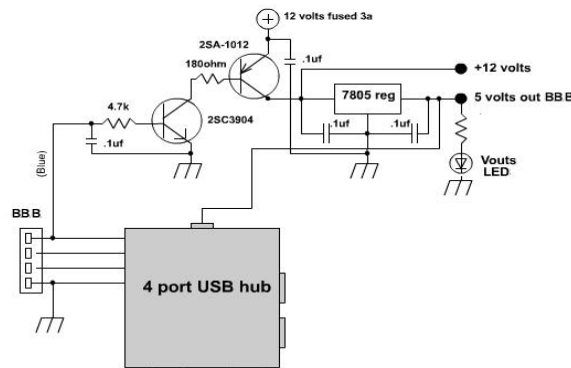 12 volts fused 3a
2SA-1012
180ohm
.1uf
+12 volts
7805 reg
5 volts out BBB
4.7k
2SC3904
.1uf
.1uf
.1uf
(Blue)
Vouts
LED
BBB
4 port USB hub